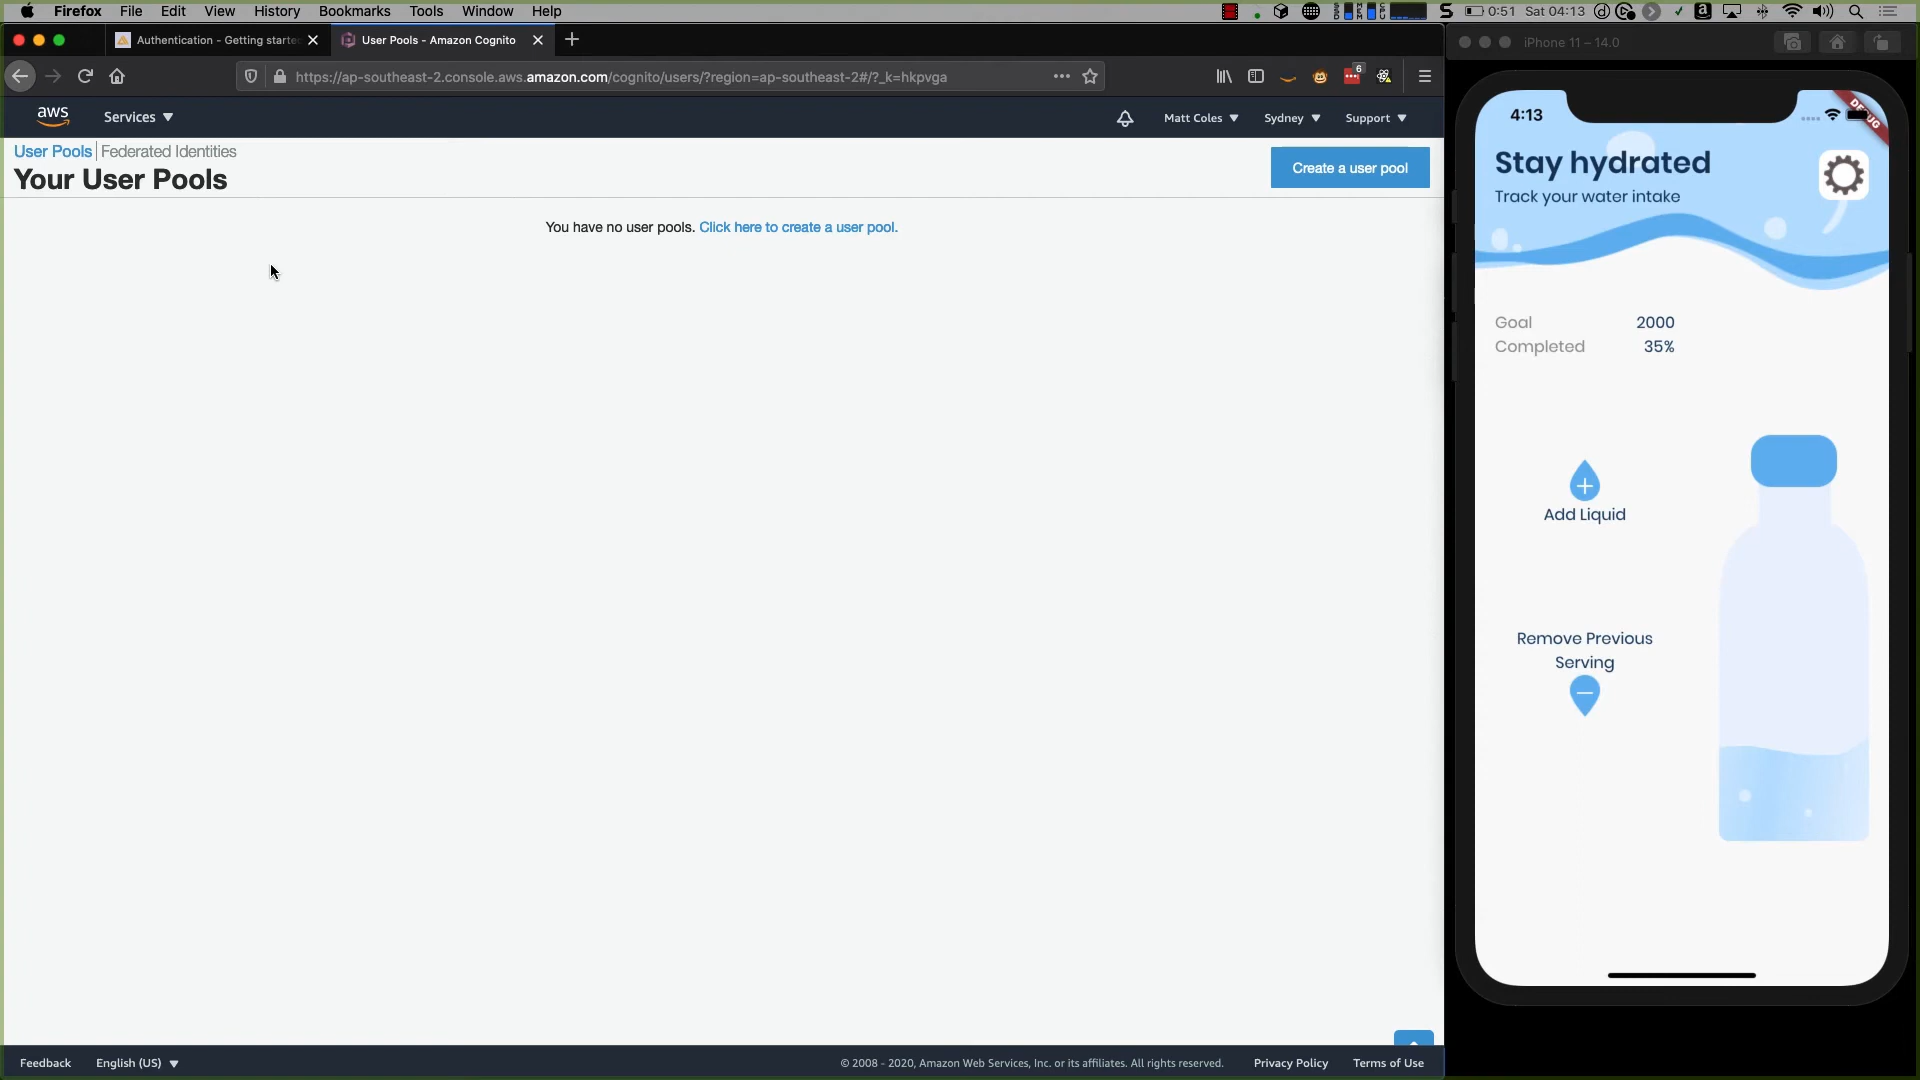 Firefox File Edit View History Bookmarks Tools Window Help
0:51 Sat 04:13
Authentication - Getting starte
User Pools - Amazon Cognito
https://ap-southeast-2.console.aws.amazon.com/cognito/users/?region=ap-southeast-2#/?_k=hkpvga
6
aws
Services
Matt Coles
Sydney
Support
User Pools Federated Identities
Your User Pools
Create a user pool
You have no user pools. Click here to create a user pool.
Feedback
English (US)
© 2008 - 2020, Amazon Web Services, Inc. or its affiliates. All rights reserved.
Privacy Policy
Terms of Use
iPhone 11 – 14.0
4:13
Stay hydrated
Track your water intake
Goal 2000
Completed 35%
Add Liquid
Remove Previous
Serving